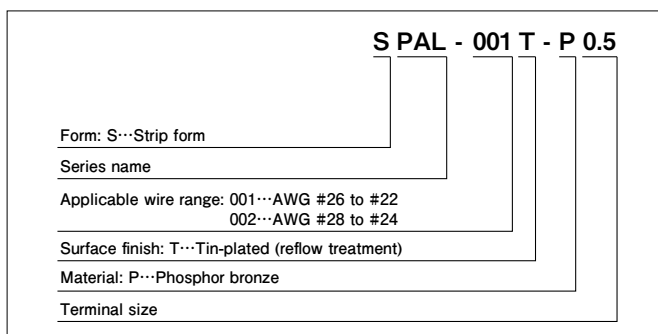 S PAL - 001 T - P 0.5
Form: S…Strip form
Series name
Applicable wire range: 001…AWG #26 to #22
002…AWG #28 to #24
Surface finish: T…Tin-plated (reflow treatment)
Material: P…Phosphor bronze
Terminal size